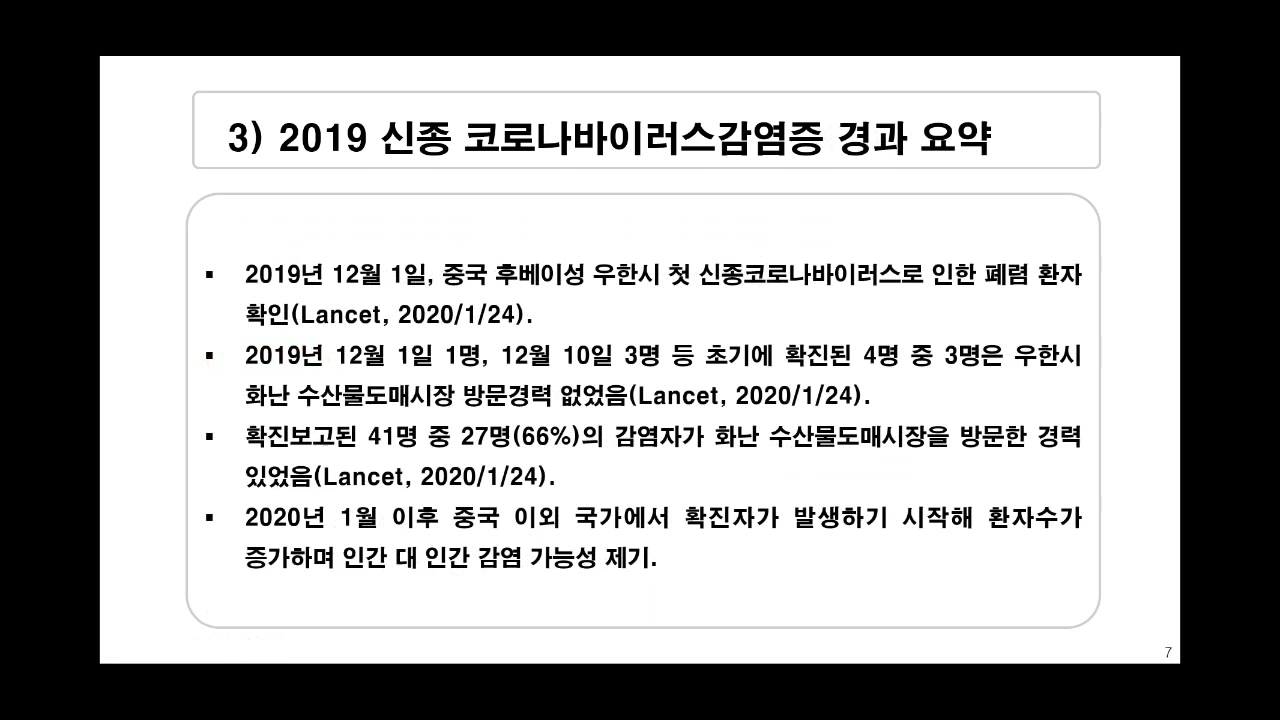 3) 2019 신종 코로나바이러스감염증 경과 요약
▪ 2019년 12월 1일, 중국 후베이성 우한시 첫 신종코로나바이러스로 인한 폐렴 환자
확인(Lancet, 2020/1/24).
▪ 2019년 12월 1일 1명, 12월 10일 3명 등 초기에 확진된 4명 중 3명은 우한시
화난 수산물도매시장 방문경력 없었음(Lancet, 2020/1/24).
▪ 확진보고된 41명 중 27명(66%)의 감염자가 화난 수산물도매시장을 방문한 경력
있었음(Lancet, 2020/1/24).
▪ 2020년 1월 이후 중국 이외 국가에서 확진자가 발생하기 시작해 환자수가
증가하며 인간 대 인간 감염 가능성 제기.
7